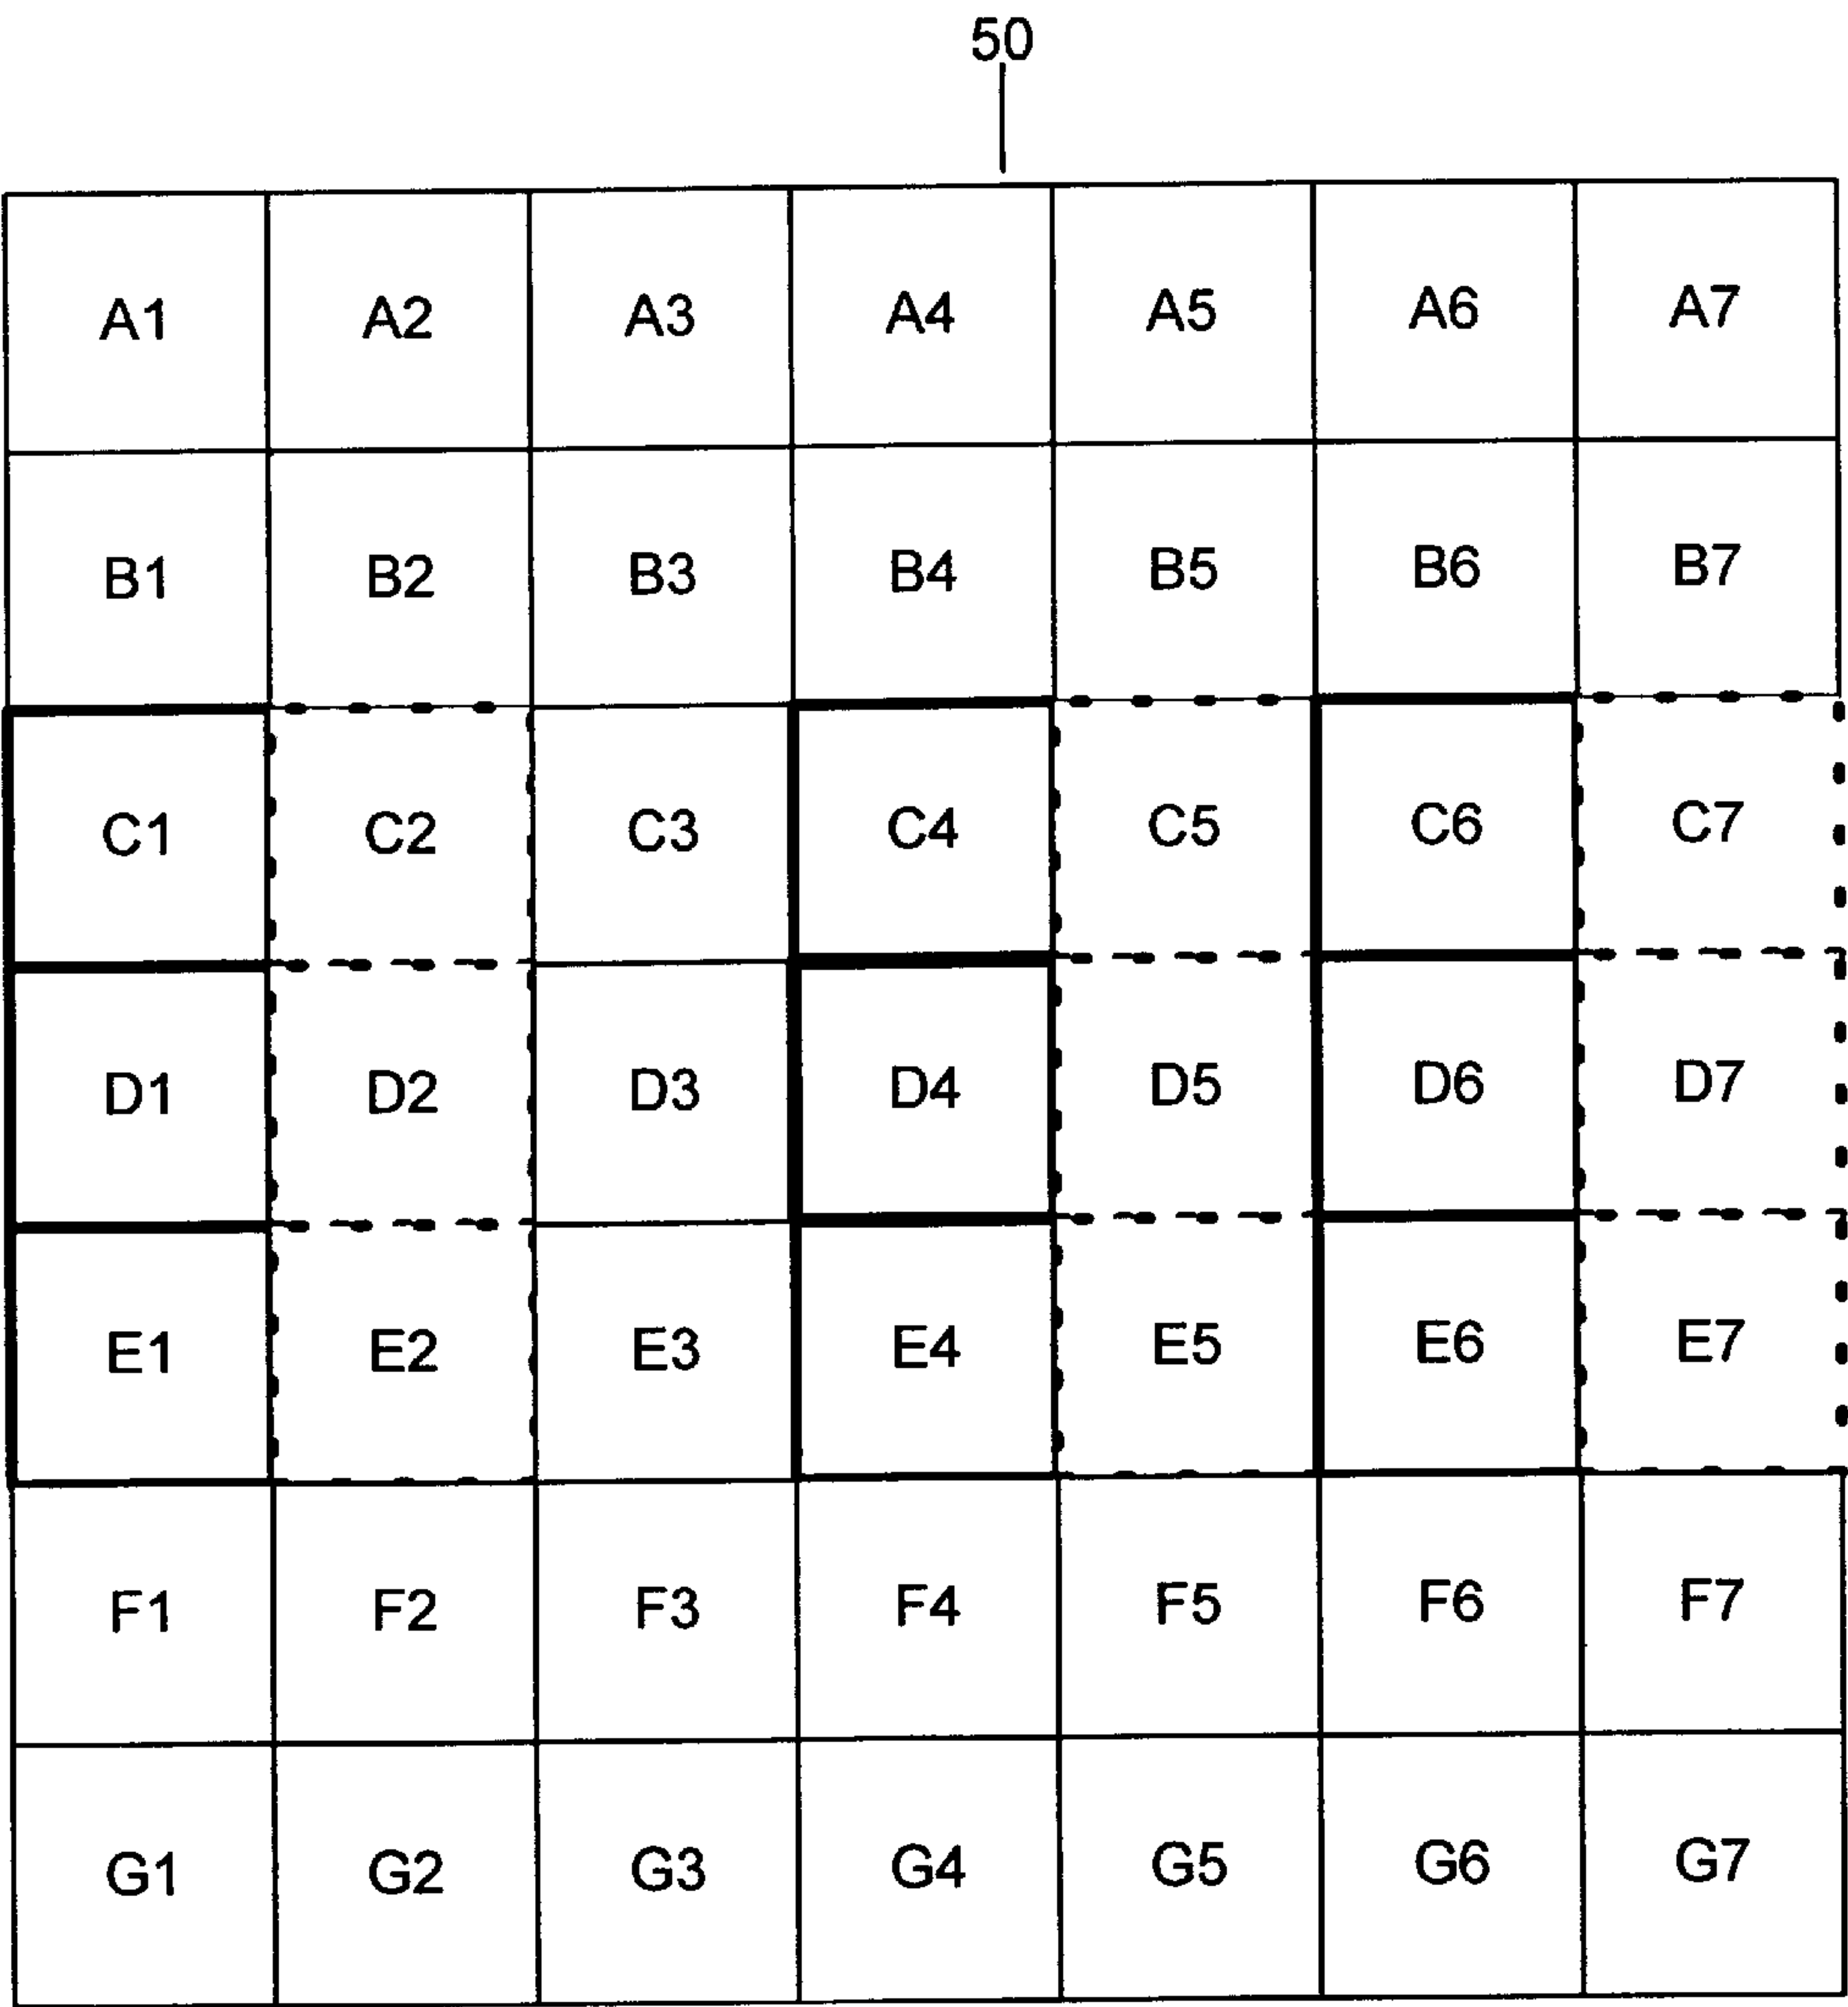 50
A1 A2 A3 A4 A5 A6 A7
B1 B2 B3 B4 B5 B6 B7
C1 C2 C3 C4 C5 C6 C7
D1 D2 D3 D4 D5 D6 D7
E1 E2 E3 E4 E5 E6 E7
F1 F2 F3 F4 F5 F6 F7
G1 G2 G3 G4 G5 G6 G7